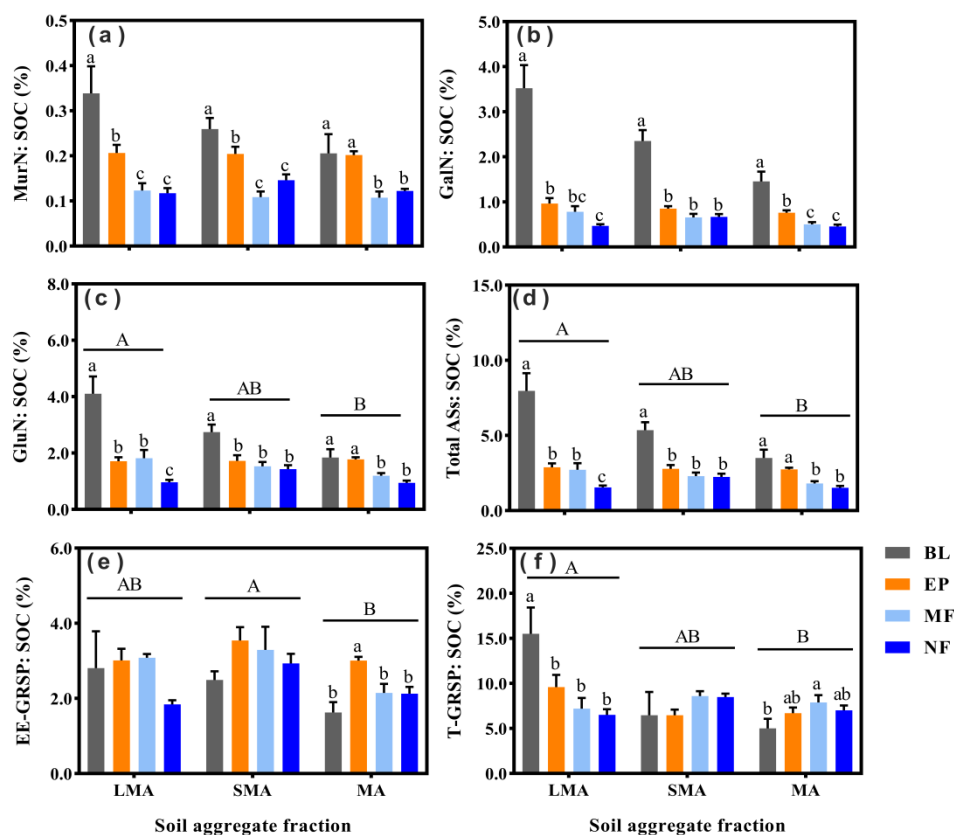 (a)
MurN: SOC (%)
0.5
0.4
0.3
0.2
0.1
0.0
a b c c
a b c c
a a b b
(b)
GalN: SOC (%)
5.0
4.0
3.0
2.0
1.0
0.0
a b bc c
a b b b
a b c c
(c)
GluN: SOC (%)
8.0
6.0
4.0
2.0
0.0
A
AB
B
a b b c
a b b b
a a b b
(d)
Total ASs: SOC (%)
15.0
10.0
5.0
0.0
A
AB
B
a b b c
a b b b
a a b b
(e)
EE-GRSP: SOC (%)
6.0
4.0
2.0
0.0
AB
A
B
b a b b
LMA SMA MA
Soil aggregate fraction
(f)
T-GRSP: SOC (%)
25.0
20.0
15.0
10.0
5.0
0.0
A
AB
B
a b b b
b ab a ab
LMA SMA MA
Soil aggregate fraction
BL
EP
MF
NF